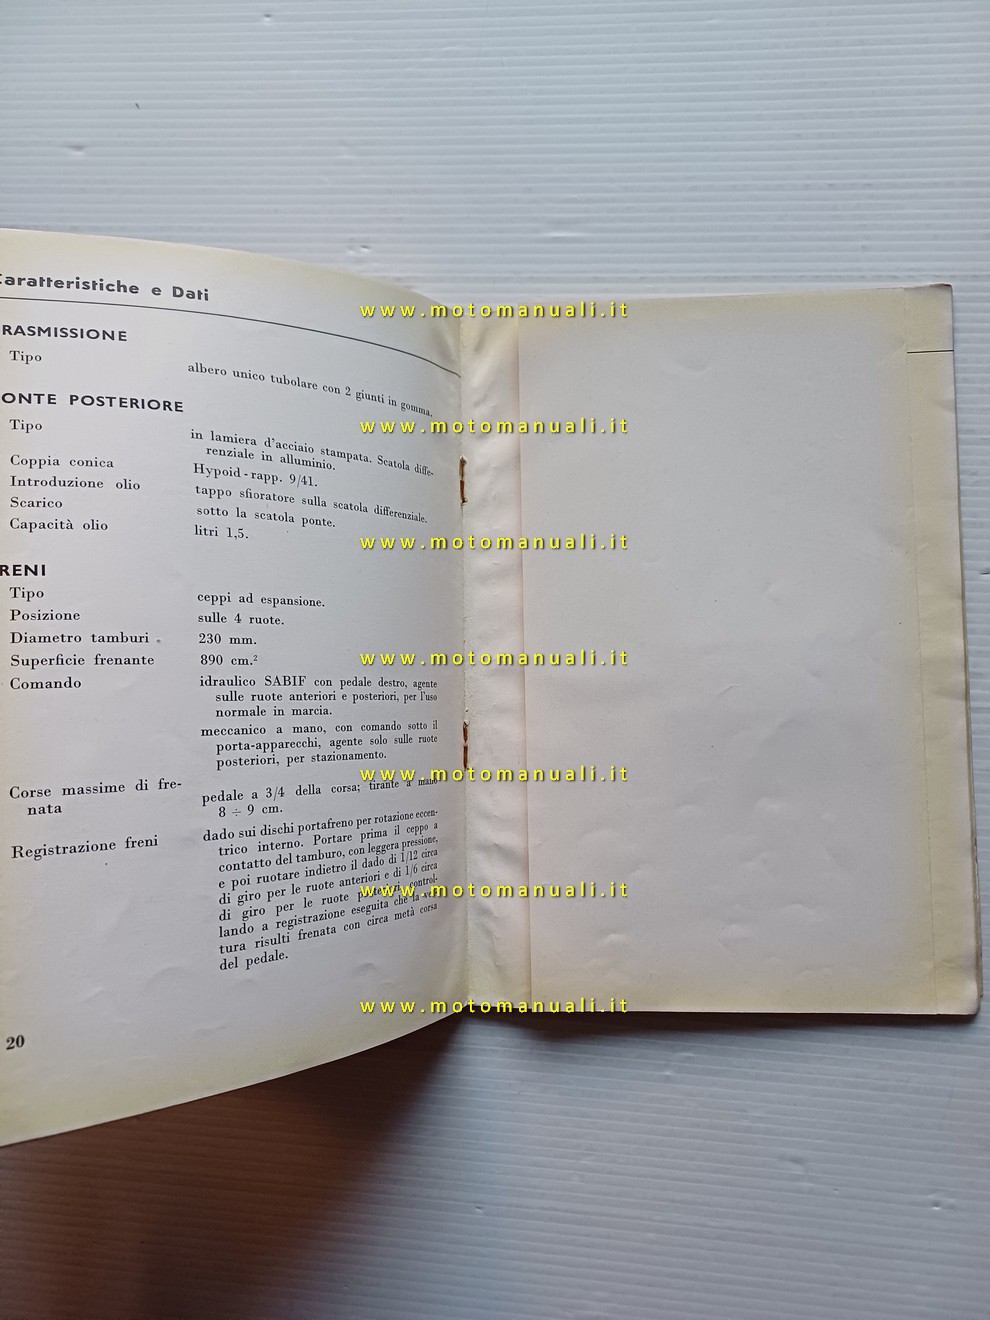 Caratteristiche e Dati
RASMISSIONE
Tipo albero unico tubolare con 2 giunti in gomma.
ONTE POSTERIORE
Tipo in lamiera d'acciaio stampata. Scatola diffe-
renziale in alluminio.
Coppia conica Hypoid - rapp. 9/41.
Introduzione olio tappo sfioratore sulla scatola differenziale.
Scarico sotto la scatola ponte.
Capacità olio litri 1,5.
RENI
Tipo ceppi ad espansione.
Posizione sulle 4 ruote.
Diametro tamburi 230 mm.
Superficie frenante 890 cm.²
Comando idraulico SABIF con pedale destro, agente
sulle ruote anteriori e posteriori, per l'uso
normale in marcia.
meccanico a mano, con comando sotto il
porta-apparecchi, agente solo sulle ruote
posteriori, per stazionamento.
Corse massime di fre-
nata pedale a 3/4 della corsa; tirante a mano
8 ÷ 9 cm.
Registrazione freni dado sui dischi portafreno per rotazione eccen-
trico interno. Portare prima il ceppo a
contatto del tamburo, con leggera pressione,
e poi ruotare indietro il dado di 1/12 circa
di giro per le ruote anteriori e di 1/6 circa
di giro per le ruote posteriori, control-
lando a registrazione eseguita che la vet-
tura risulti frenata con circa metà corsa
del pedale.
20
www.motomanuali.it
www.motomanuali.it
www.motomanuali.it
www.motomanuali.it
www.motomanuali.it
www.motomanuali.it
www.motomanuali.it